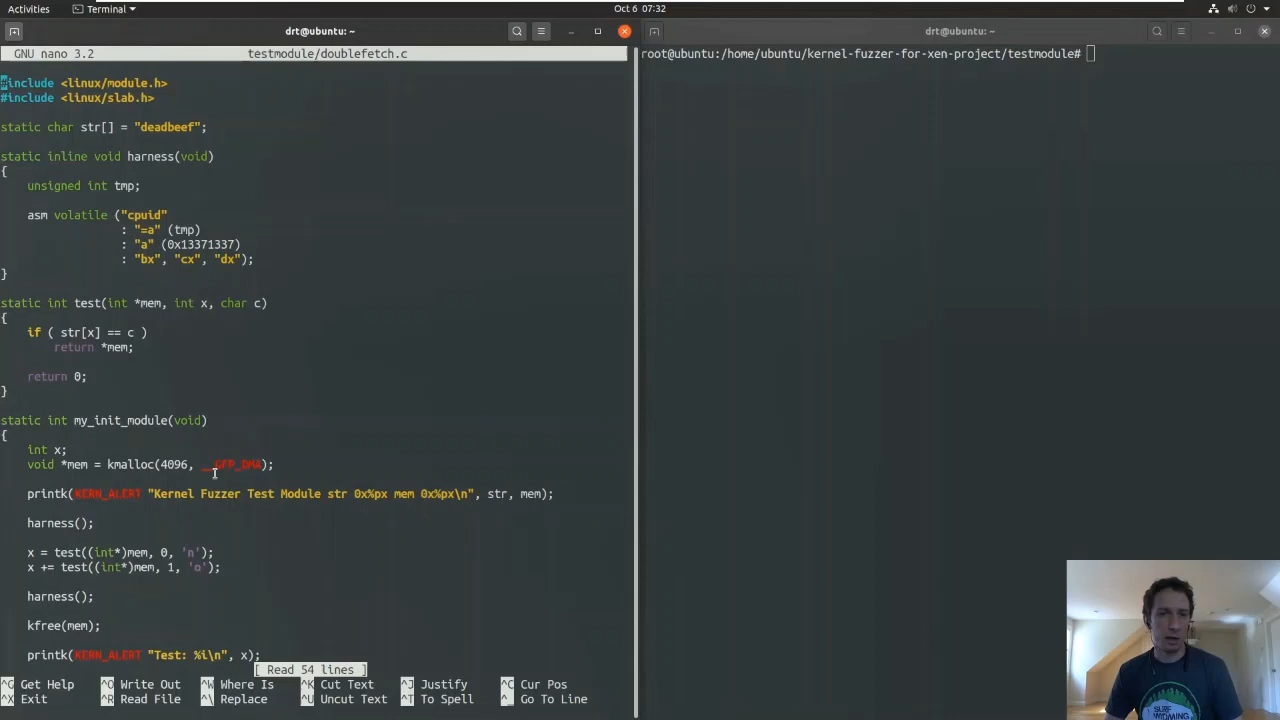 Activities
Terminal
Oct 6 07:32
drt@ubuntu: ~
GNU nano 3.2 testmodule/doublefetch.c
#include <linux/module.h>
#include <linux/slab.h>
static char str[] = "deadbeef";
static inline void harness(void)
{
unsigned int tmp;
asm volatile ("cpuid"
: "=a" (tmp)
: "a" (0x13371337)
: "bx", "cx", "dx");
}
static int test(int *mem, int x, char c)
{
if ( str[x] == c )
return *mem;
return 0;
}
static int my_init_module(void)
{
int x;
void *mem = kmalloc(4096, __GFP_DMA);
printk(KERN_ALERT "Kernel Fuzzer Test Module str 0x%px mem 0x%px\n", str, mem);
harness();
x = test((int*)mem, 0, 'n');
x += test((int*)mem, 1, 'o');
harness();
kfree(mem);
printk(KERN_ALERT "Test: %i\n", x);
[ Read 54 lines ]
^G Get Help ^O Write Out ^W Where Is ^K Cut Text ^J Justify ^C Cur Pos
^X Exit ^R Read File ^\ Replace ^U Uncut Text ^T To Spell ^_ Go To Line
drt@ubuntu: ~
root@ubuntu:/home/ubuntu/kernel-fuzzer-for-xen-project/testmodule#
SURF
WYOMING